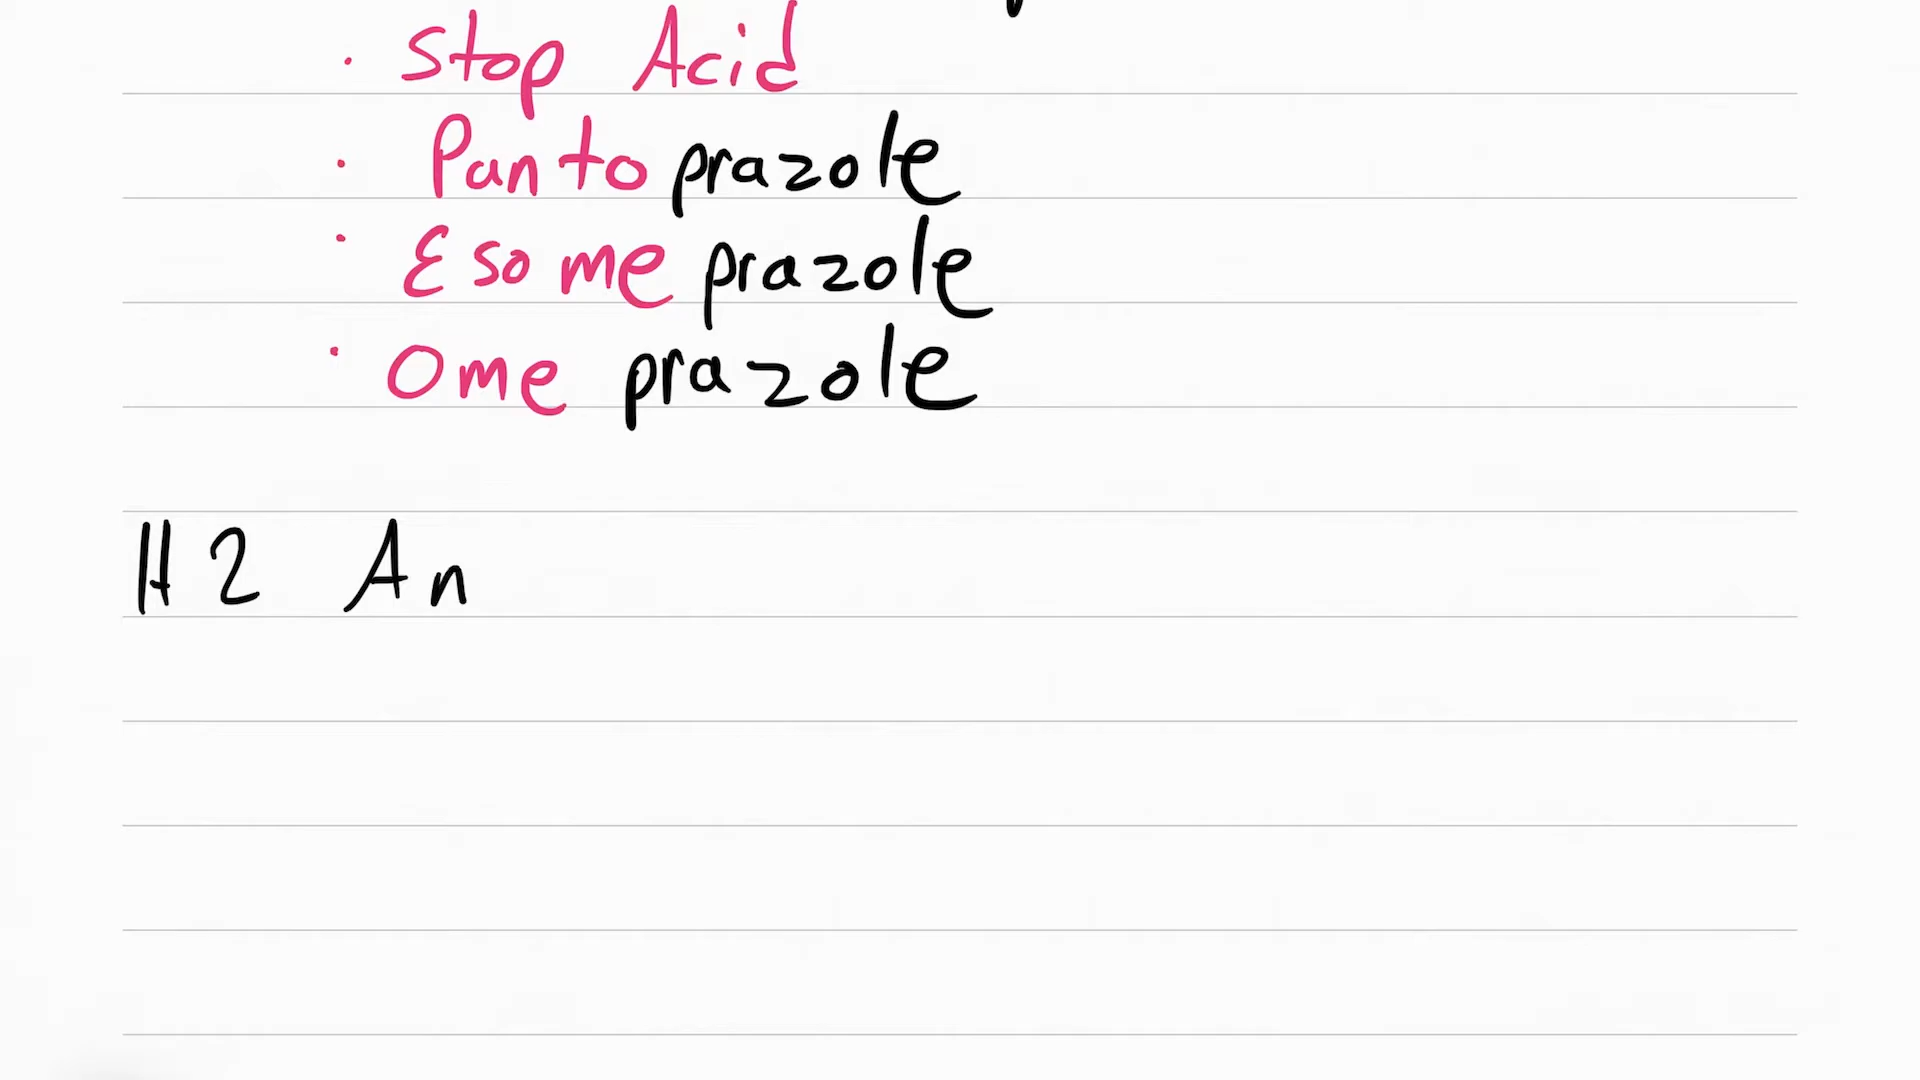 · Stop Acid
· Pantoprazole
· Esomeprazole
· Omeprazole
H2 An